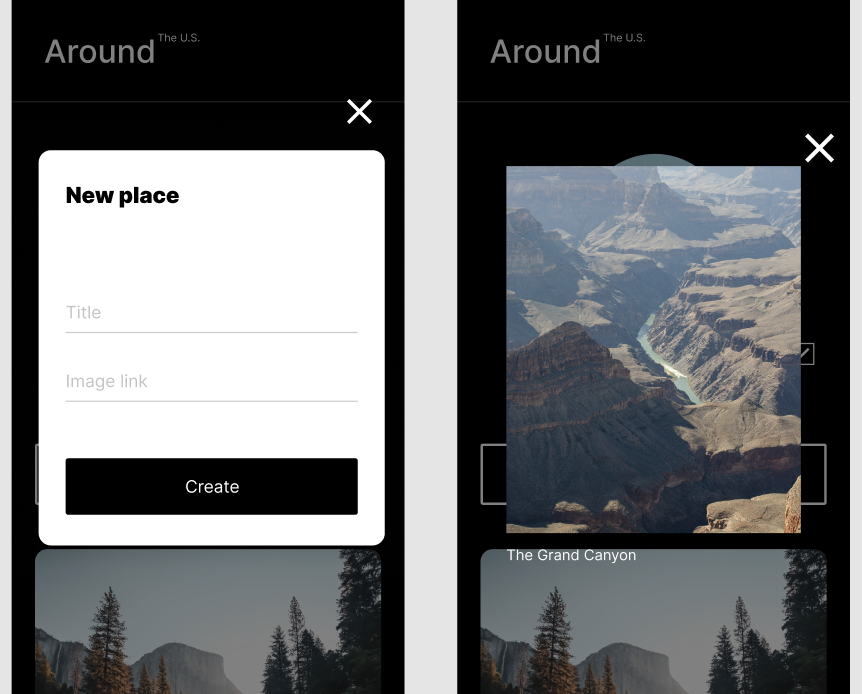 Around The U.S.
New place
Title
Image link
Create
Around The U.S.
The Grand Canyon